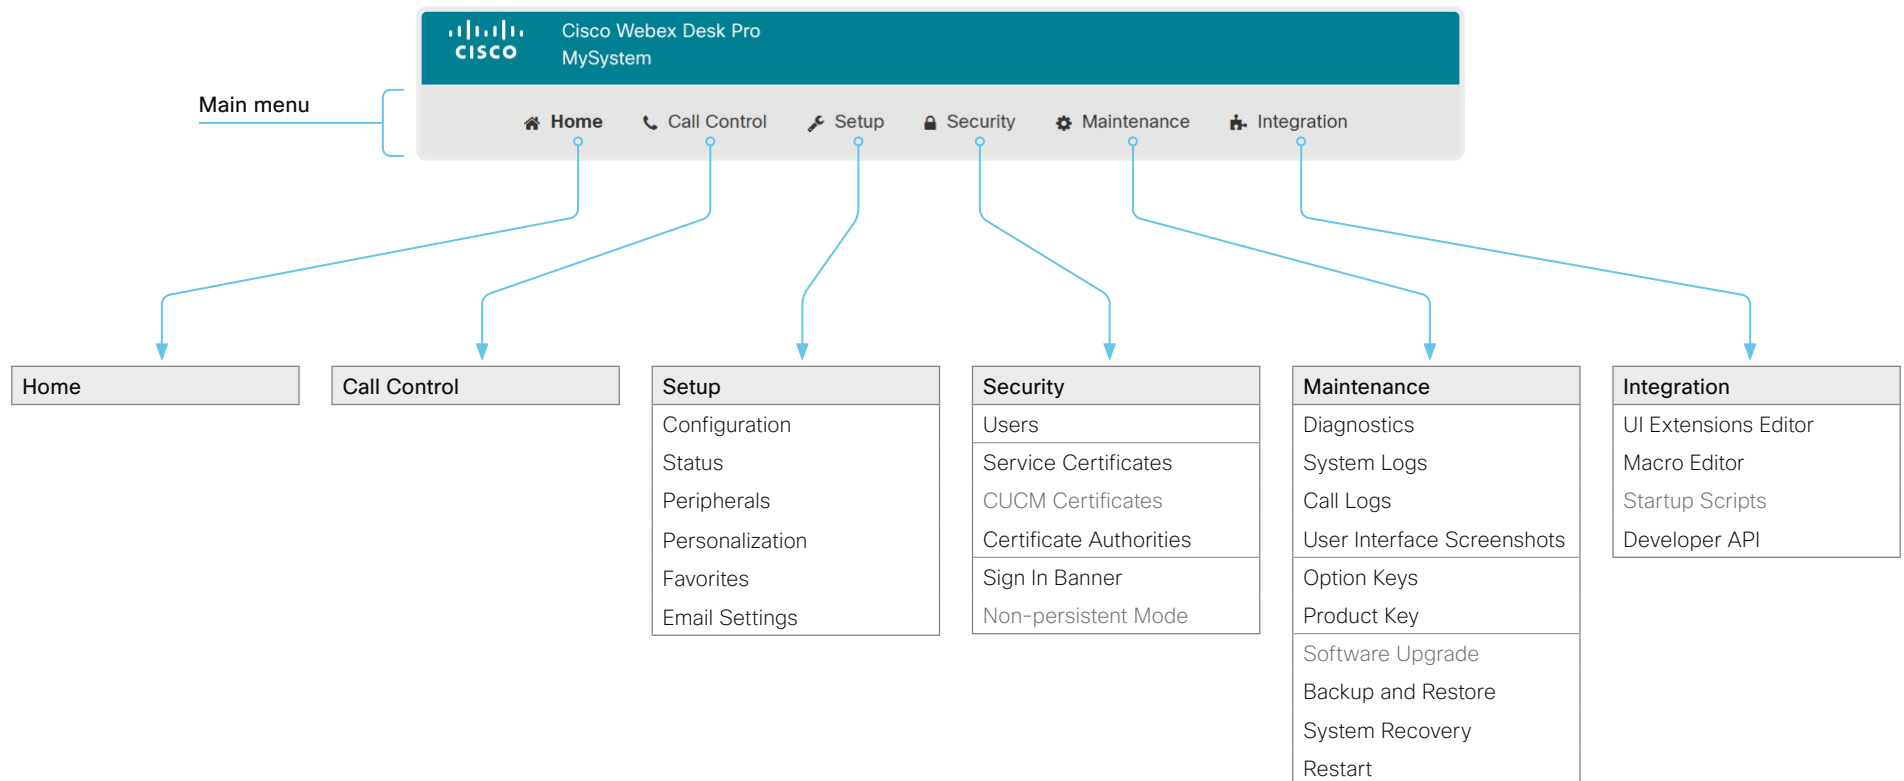 CISCO
Cisco Webex Desk Pro
MySystem
Main menu
Home Call Control Setup Security Maintenance Integration
Home
Call Control
Setup
Configuration
Status
Peripherals
Personalization
Favorites
Email Settings
Security
Users
Service Certificates
CUCM Certificates
Certificate Authorities
Sign In Banner
Non-persistent Mode
Maintenance
Diagnostics
System Logs
Call Logs
User Interface Screenshots
Option Keys
Product Key
Software Upgrade
Backup and Restore
System Recovery
Restart
Integration
UI Extensions Editor
Macro Editor
Startup Scripts
Developer API